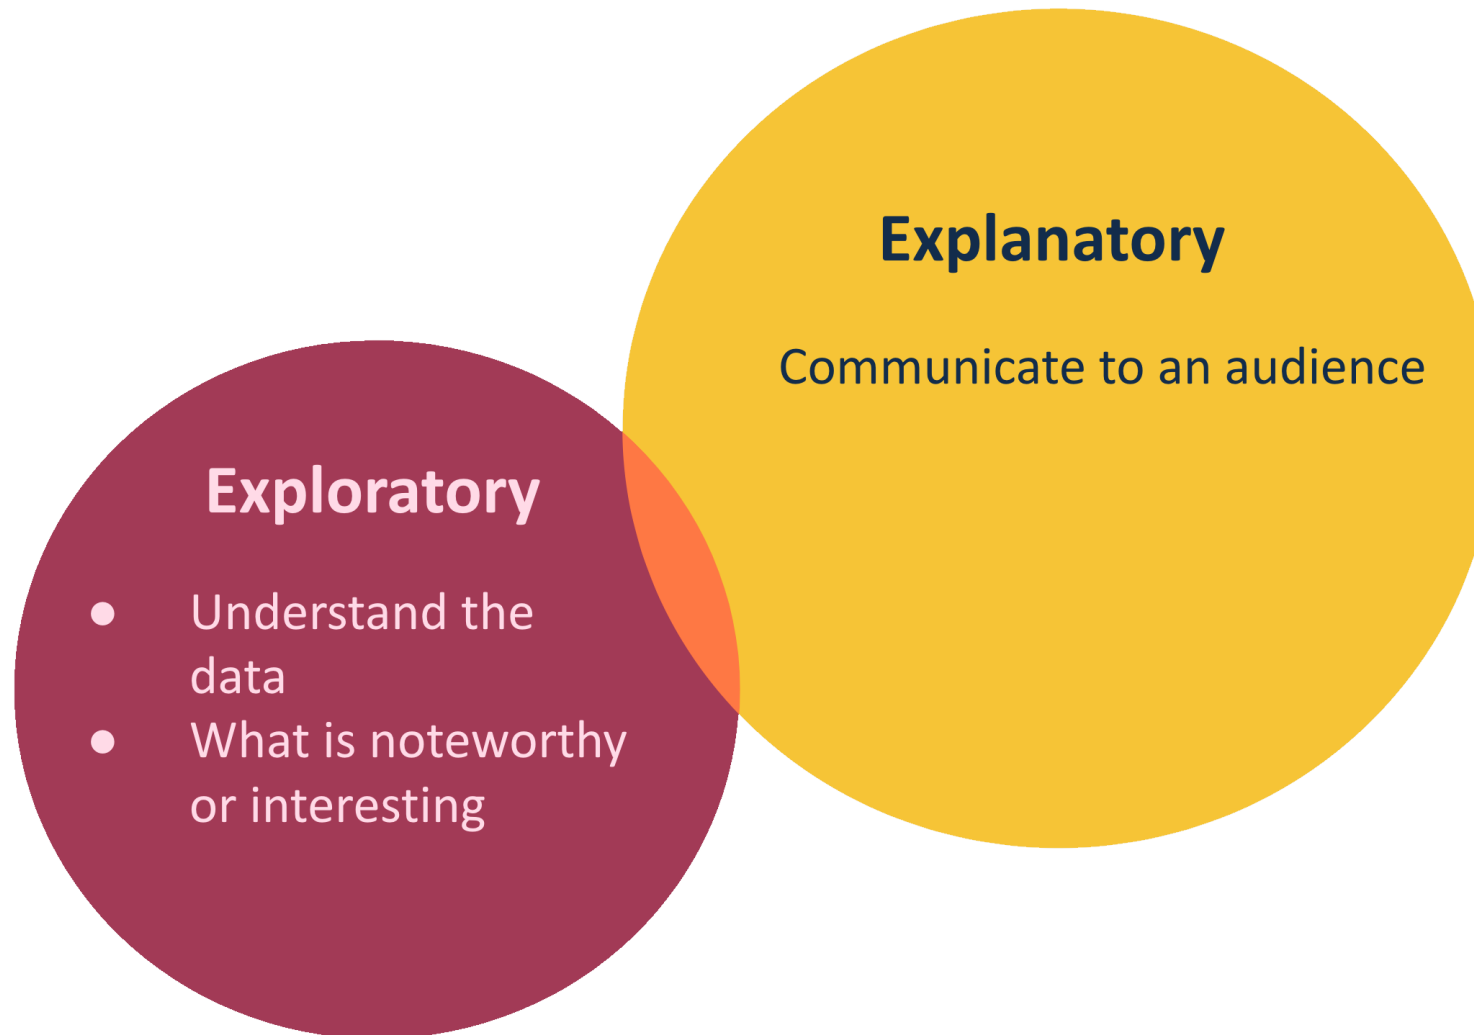 Explanatory
Communicate to an audience
Exploratory
● Understand the
data
● What is noteworthy
or interesting